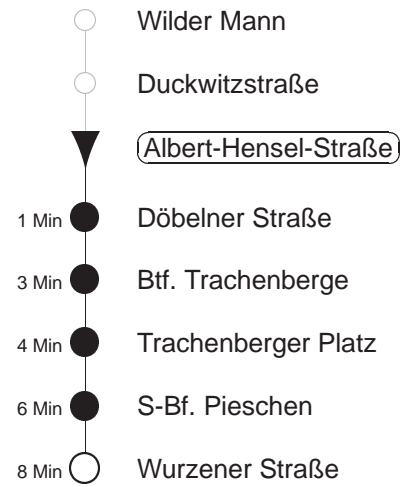 Wilder Mann
Duckwitzstraße
Albert-Hensel-Straße
1 Min Döbelner Straße
3 Min Btf. Trachenberge
4 Min Trachenberger Platz
6 Min S-Bf. Pieschen
8 Min Wurzener Straße